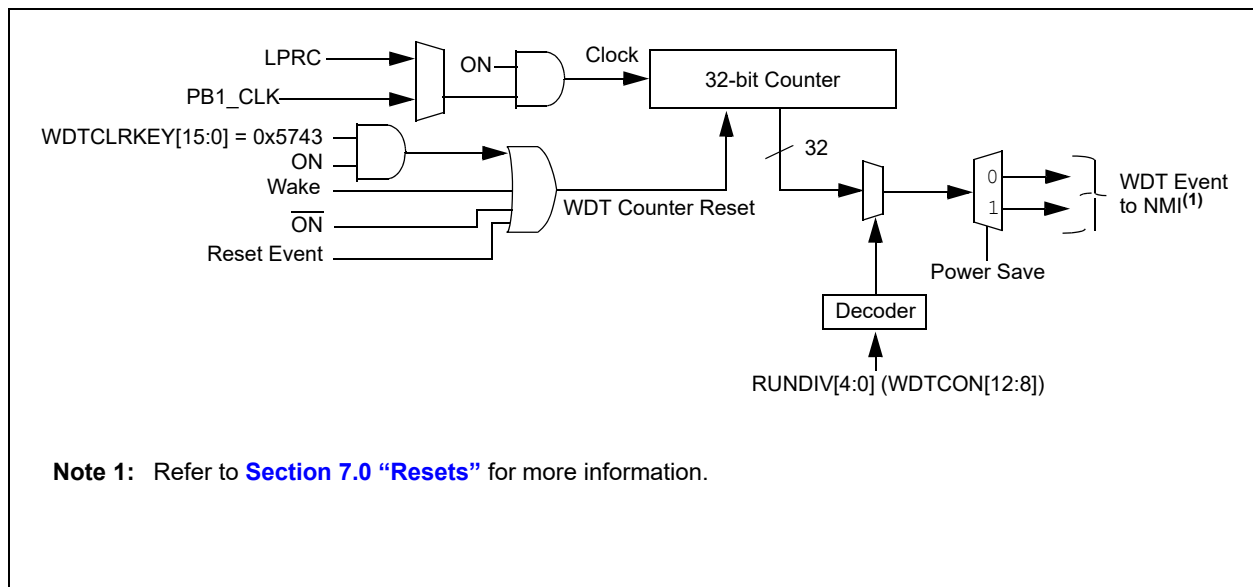 LPRC
PB1_CLK
ON
Clock
32-bit Counter
WDTCLRKEY[15:0] = 0x5743
ON
Wake
O̅N̅
Reset Event
WDT Counter Reset
32
0
1
WDT Event
to NMI(1)
Power Save
Decoder
RUNDIV[4:0] (WDTCON[12:8])
Note 1: Refer to Section 7.0 “Resets” for more information.